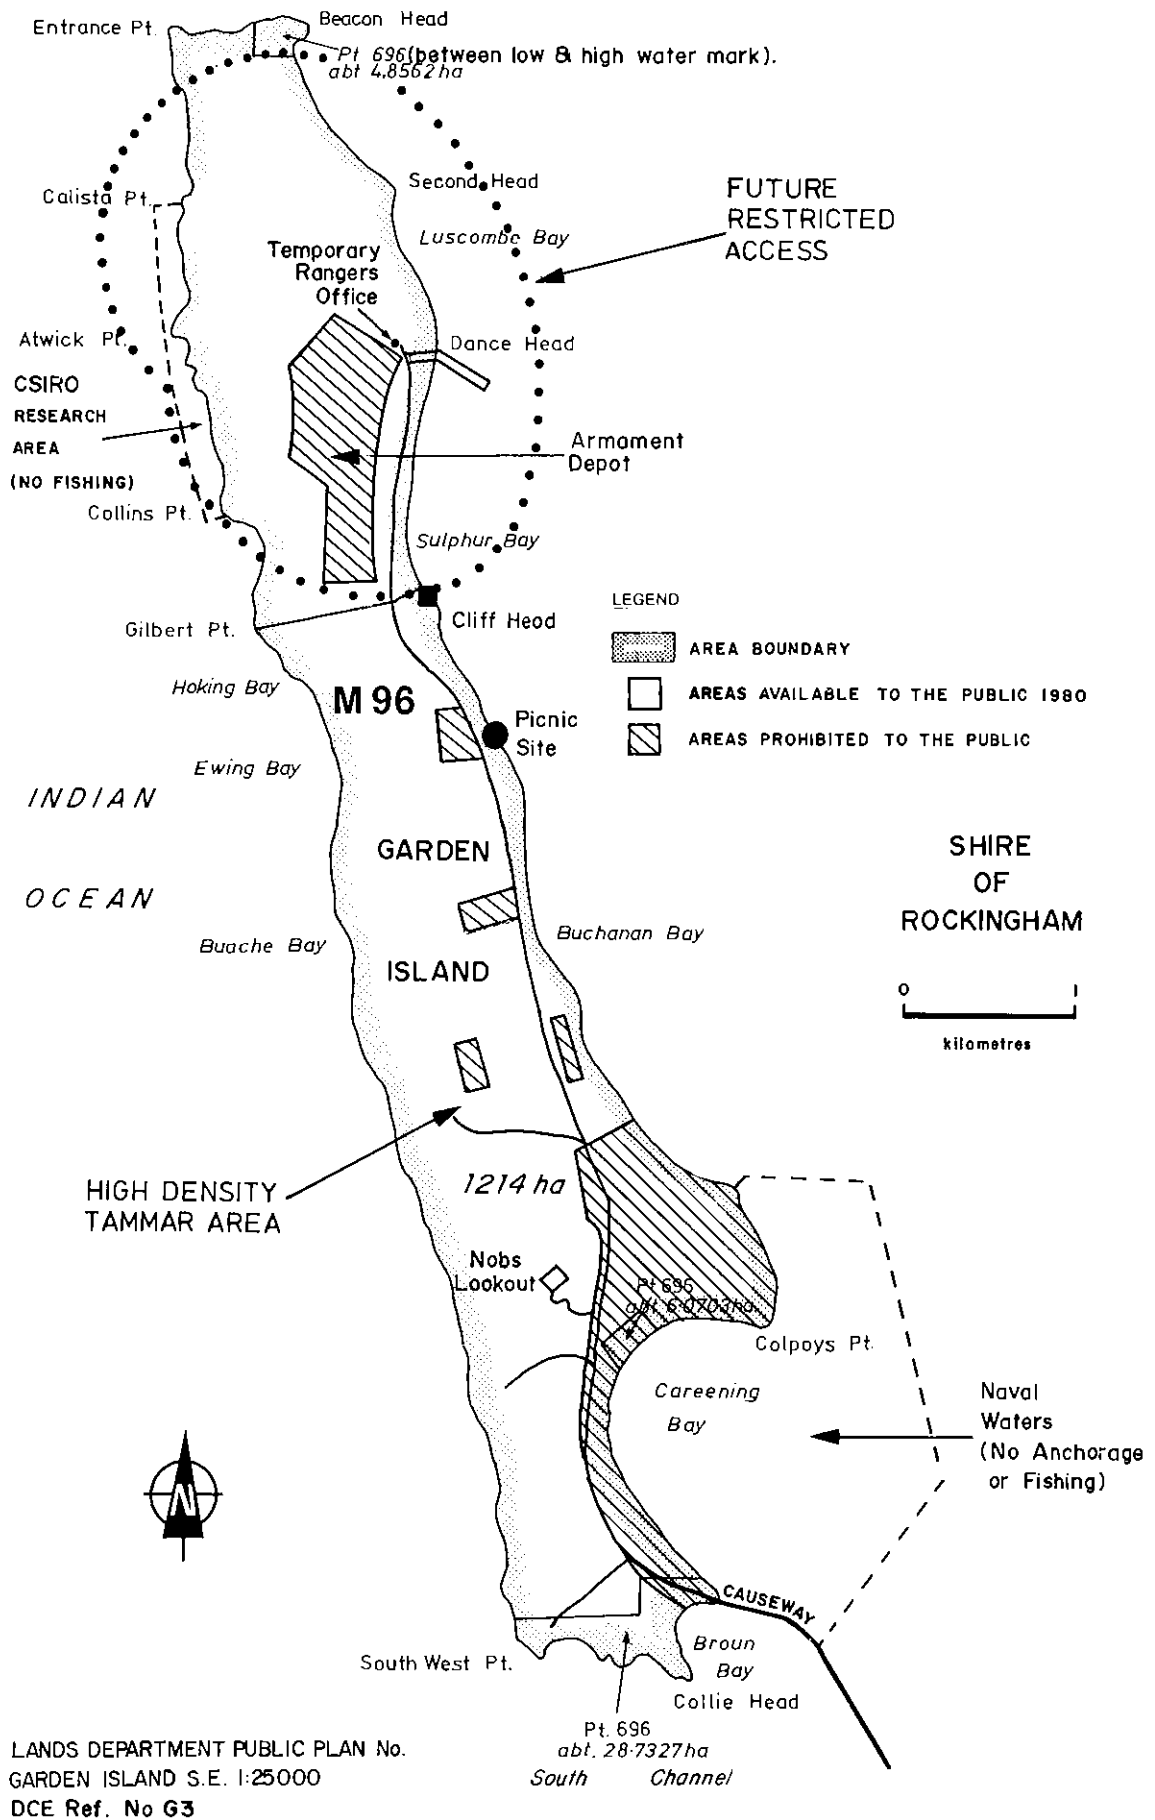 Entrance Pt.
Beacon Head
Pt 696 (between low & high water mark).
abt 4.8562 ha
Calista Pt.
Second Head
FUTURE
RESTRICTED
ACCESS
Luscombe Bay
Temporary
Rangers
Office
Atwick Pt.
Dance Head
CSIRO
RESEARCH
AREA
(NO FISHING)
Armament
Depot
Collins Pt.
Sulphur Bay
Gilbert Pt.
Cliff Head
LEGEND
AREA BOUNDARY
AREAS AVAILABLE TO THE PUBLIC 1980
AREAS PROHIBITED TO THE PUBLIC
Hoking Bay
M 96
Picnic
Site
Ewing Bay
INDIAN
OCEAN
GARDEN
ISLAND
SHIRE
OF
ROCKINGHAM
Buache Bay
Buchanan Bay
0 1
kilometres
HIGH DENSITY
TAMMAR AREA
1214 ha
Nobs
Lookout
Pt 696
abt 6.0703 ha
Colpoys Pt.
Careening
Bay
Naval
Waters
(No Anchorage
or Fishing)
N
CAUSEWAY
South West Pt.
Broun
Bay
Collie Head
Pt. 696
abt. 28.7327 ha
South Channel
LANDS DEPARTMENT PUBLIC PLAN No.
GARDEN ISLAND S.E. 1:25000
DCE Ref. No G3